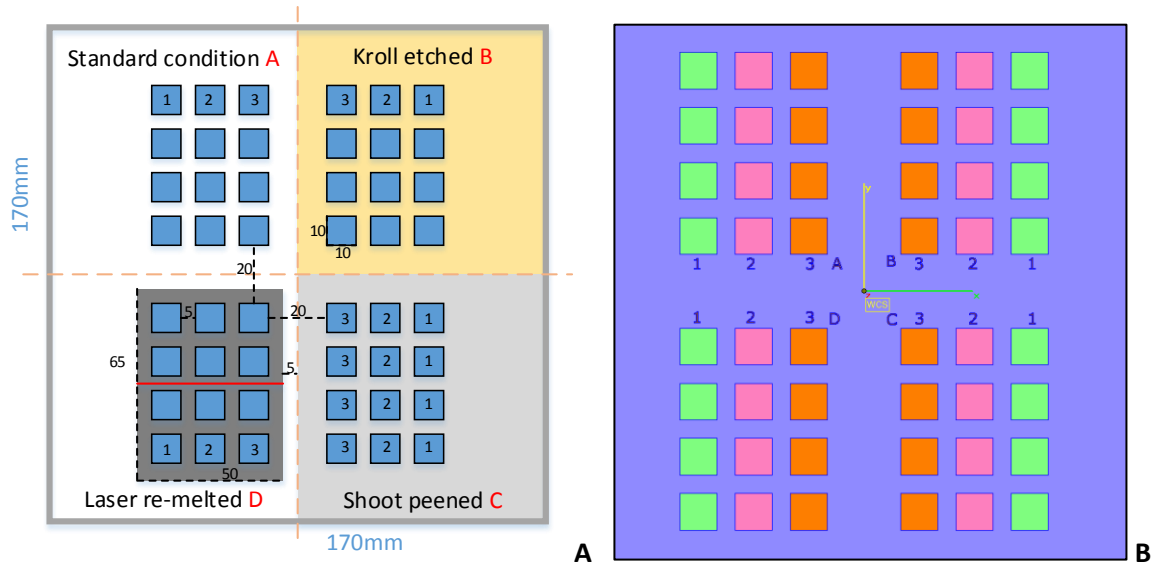 Standard condition A
Kroll etched B
1 2 3
3 2 1
170mm
10
10
20
5
20
3 2 1
65
5
3 2 1
3 2 1
1 2 3
3 2 1
50
Laser re-melted D
Shoot peened C
170mm
A
y
1 2 3 A B 3 2 1
WCS
1 2 3 D C 3 2 1
B